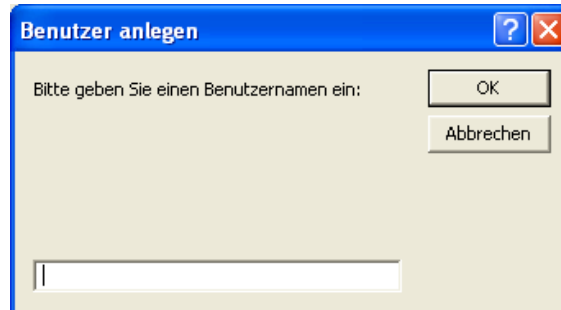 Benutzer anlegen
Bitte geben Sie einen Benutzernamen ein:
OK
Abbrechen